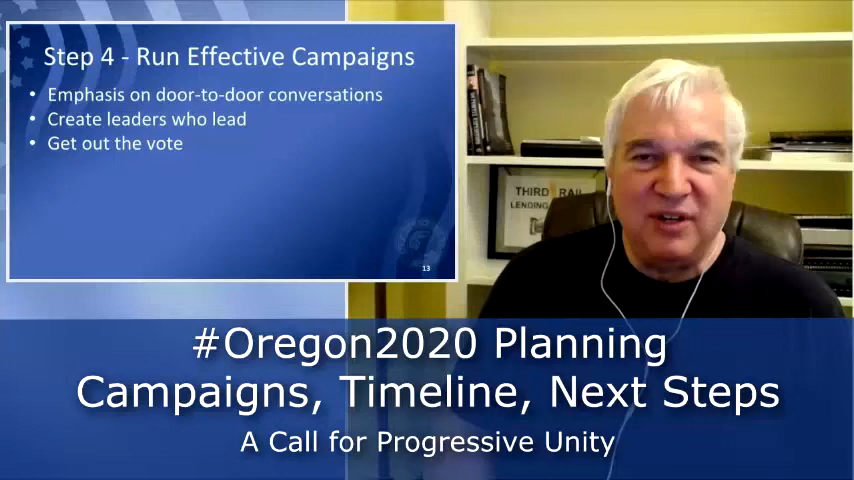 Step 4 - Run Effective Campaigns
• Emphasis on door-to-door conversations
• Create leaders who lead
• Get out the vote
13
THIRD RAIL
LENDING
#Oregon2020 Planning
Campaigns, Timeline, Next Steps
A Call for Progressive Unity